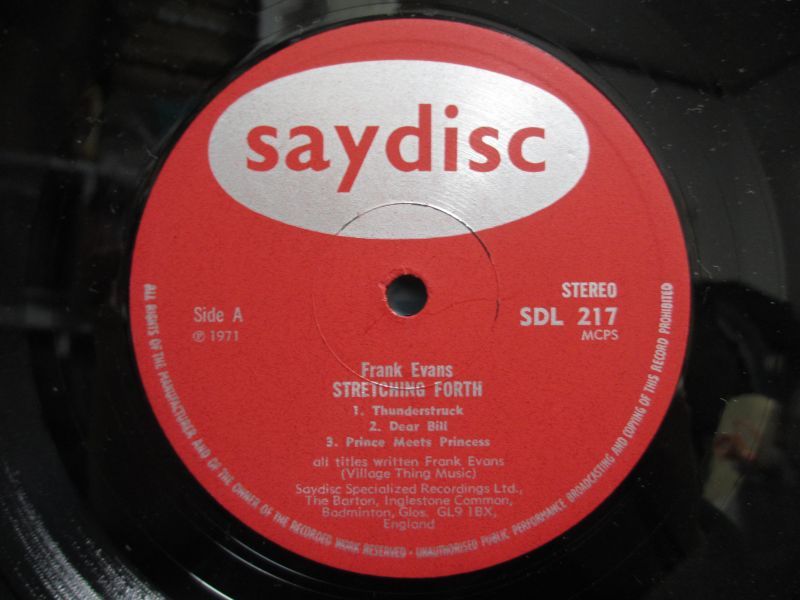 saydisc
Side A
℗ 1971
STEREO
SDL 217
MCPS
Frank Evans
STRETCHING FORTH
1. Thunderstruck
2. Dear Bill
3. Prince Meets Princess
all titles written Frank Evans
(Village Thing Music)
Saydisc Specialized Recordings Ltd.,
The Barton, Inglestone Common,
Badminton, Glos. GL9 1BX,
England
ALL RIGHTS OF THE MANUFACTURER AND OF THE OWNER OF THE RECORDED WORK RESERVED - UNAUTHORISED PUBLIC PERFORMANCE BROADCASTING AND COPYING OF THIS RECORD PROHIBITED